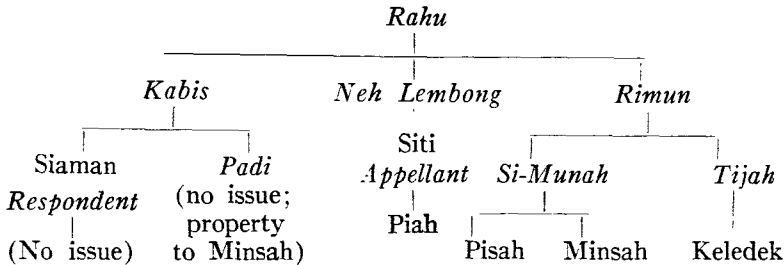 Rahu
Kabis Neh Lembong Rimun
Siaman Padi Siti
Respondent (no issue; Appellant Si-Munah Tijah
property
(No issue) to Minsah) Piah Pisah Minsah Keledek